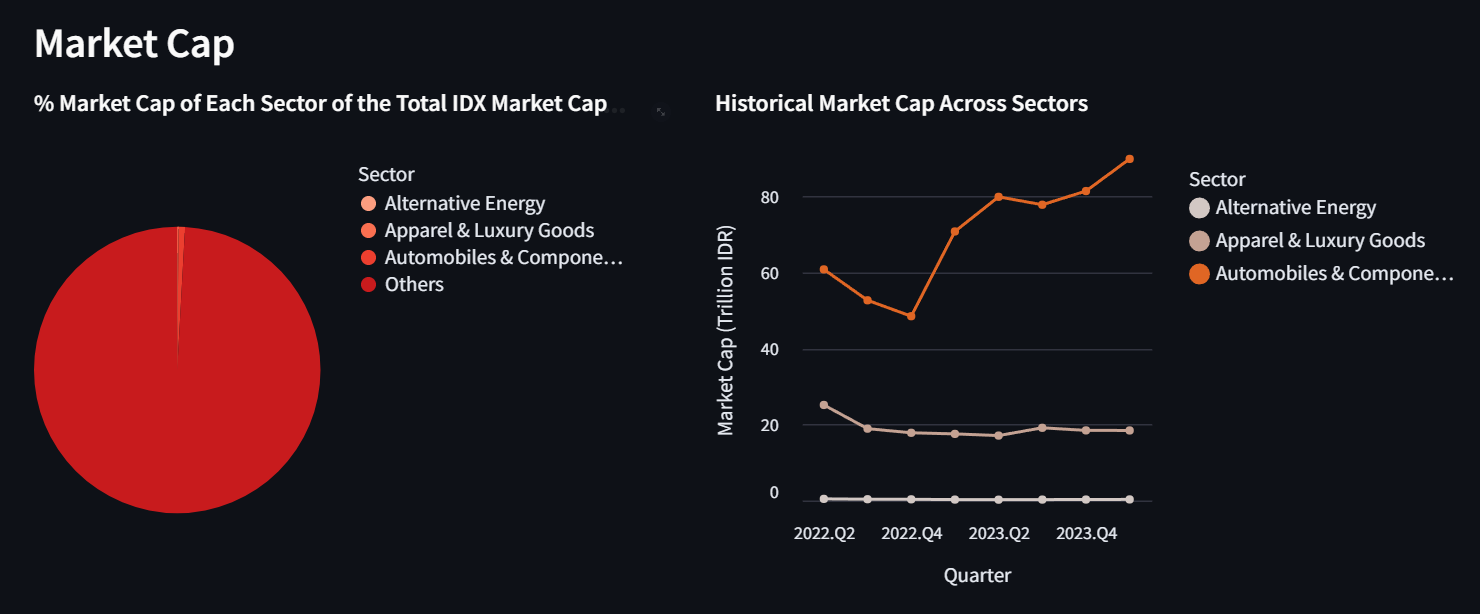 Market Cap
% Market Cap of Each Sector of the Total IDX Market Cap...
Sector
Alternative Energy
Apparel & Luxury Goods
Automobiles & Compone...
Others
Historical Market Cap Across Sectors
Market Cap (Trillion IDR)
80
60
40
20
0
2022.Q2 2022.Q4 2023.Q2 2023.Q4
Quarter
Sector
Alternative Energy
Apparel & Luxury Goods
Automobiles & Compone...